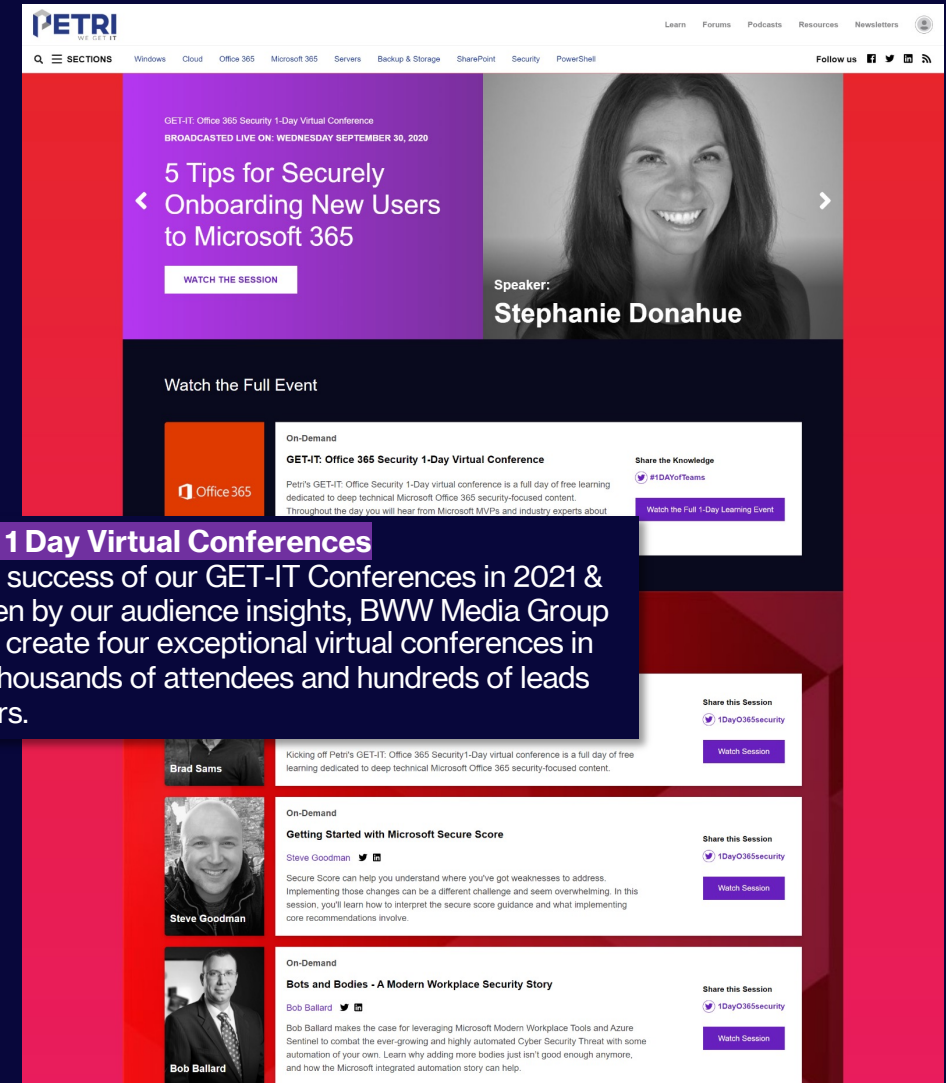 PETRI
WE GET IT
Learn Forums Podcasts Resources Newsletters
SECTIONS Windows Cloud Office 365 Microsoft 365 Servers Backup & Storage SharePoint Security PowerShell Follow us
GET-IT: Office 365 Security 1-Day Virtual Conference
BROADCASTED LIVE ON: WEDNESDAY SEPTEMBER 30, 2020
5 Tips for Securely
Onboarding New Users
to Microsoft 365
WATCH THE SESSION
Speaker:
Stephanie Donahue
Watch the Full Event
Office 365
On-Demand
GET-IT: Office 365 Security 1-Day Virtual Conference
Petri's GET-IT: Office Security 1-Day virtual conference is a full day of free learning
dedicated to deep technical Microsoft Office 365 security-focused content.
Throughout the day you will hear from Microsoft MVPs and industry experts about
Share the Knowledge
#1DAYofTeams
Watch the Full 1-Day Learning Event
1 Day Virtual Conferences
success of our GET-IT Conferences in 2021 &
en by our audience insights, BWW Media Group
create four exceptional virtual conferences in
housands of attendees and hundreds of leads
rs.
Brad Sams
Kicking off Petri's GET-IT: Office 365 Security1-Day virtual conference is a full day of free
learning dedicated to deep technical Microsoft Office 365 security-focused content.
Share this Session
1DayO365security
Watch Session
Steve Goodman
On-Demand
Getting Started with Microsoft Secure Score
Steve Goodman
Secure Score can help you understand where you've got weaknesses to address.
Implementing those changes can be a different challenge and seem overwhelming. In this
session, you'll learn how to interpret the secure score guidance and what implementing
core recommendations involve.
Share this Session
1DayO365security
Watch Session
Bob Ballard
On-Demand
Bots and Bodies - A Modern Workplace Security Story
Bob Ballard
Bob Ballard makes the case for leveraging Microsoft Modern Workplace Tools and Azure
Sentinel to combat the ever-growing and highly automated Cyber Security Threat with some
automation of your own. Learn why adding more bodies just isn't good enough anymore,
and how the Microsoft integrated automation story can help.
Share this Session
1DayO365security
Watch Session